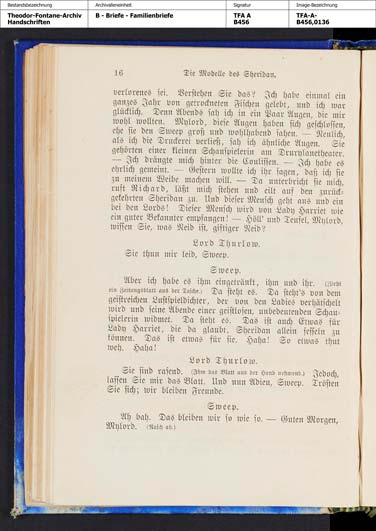 Bestandsbezeichnung
Theodor-Fontane-Archiv
Handschriften
Archivalieneinheit
B - Briefe - Familienbriefe
Signatur
TFA A
B456
Image-Bezeichnung
TFA-A-
B456,0136
16 Die Modelle des Sheridan.
verlorenes sei. Verstehen Sie das? Ich habe einmal ein
ganzes Jahr von getrockneten Fischen gelebt, und ich war
glücklich. Denn Abends sah ich in ein Paar Augen, die mir
wohl wollten. Mylord, diese Augen haben sich geschlossen,
ehe sie den Sweep groß und wohlhabend sahen. — Neulich,
als ich die Druckerei verließ, sah ich ähnliche Augen. Sie
gehörten einer kleinen Schauspielerin am Drurylanetheater.
— Ich drängte mich hinter die Coulissen. — Ich habe es
ehrlich gemeint. — Gestern wollte ich ihr sagen, daß ich sie
zu meinem Weibe machen will. — Da unterbricht sie mich,
ruft Richard, läßt mich stehen und eilt auf den zurück-
gekehrten Sheridan zu. Und dieser Mensch geht aus und ein
bei den Lords! Dieser Mensch wird von Lady Harriet wie
ein guter Bekannter empfangen! — Höll' und Teufel, Mylord,
wissen Sie, was Neid ist, giftiger Neid?
Lord Thurlow.
Sie thun mir leid, Sweep.
Sweep.
Aber ich habe es ihm eingetränkt, ihm und ihr. (Zieht
ein Zeitungsblatt aus der Tasche.) Da steht es. Da steht's von dem
geistreichen Lustspieldichter, der von den Ladies verhätschelt
wird und seine Abende einer geistlosen, unbedeutenden Schau-
spielerin widmet. Da steht es. Das ist auch Etwas für
Lady Harriet, die da glaubt, Sheridan allein fesseln zu
können. Das ist etwas für sie. Haha! So etwas thut
weh. Haha!
Lord Thurlow.
Sie sind rasend. (Ihm das Blatt aus der Hand nehmend.) Jedoch,
lassen Sie mir das Blatt. Und nun Adieu, Sweep. Trösten
Sie sich; wir bleiben Freunde.
Sweep.
Ah bah. Das bleiben wir so wie so. — Guten Morgen,
Mylord. (Rasch ab.)